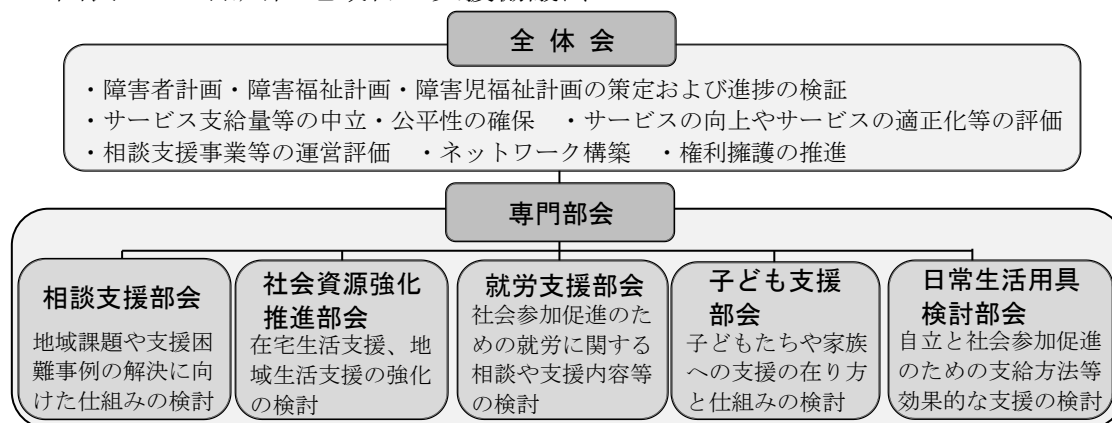 全体会
・障害者計画・障害福祉計画・障害児福祉計画の策定および進捗の検証
・サービス支給量等の中立・公平性の確保　・サービスの向上やサービスの適正化等の評価
・相談支援事業等の運営評価　・ネットワーク構築　・権利擁護の推進
専門部会
相談支援部会
地域課題や支援困
難事例の解決に向
けた仕組みの検討
社会資源強化
推進部会
在宅生活支援、地
域生活支援の強化
の検討
就労支援部会
社会参加促進のた
めの就労に関する
相談や支援内容等
の検討
子ども支援
部会
子どもたちや家族
への支援の在り方
と仕組みの検討
日常生活用具
検討部会
自立と社会参加促進
のための支給方法等
効果的な支援の検討